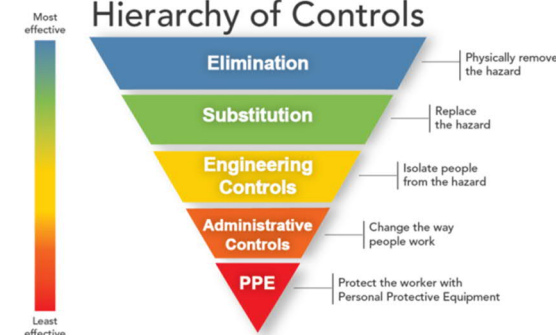 Hierarchy of Controls
Most
effective
Elimination
Physically remove
the hazard
Substitution
Replace
the hazard
Engineering
Controls
Isolate people
from the hazard
Administrative
Controls
Change the way
people work
PPE
Protect the worker with
Personal Protective Equipment
Least
effective